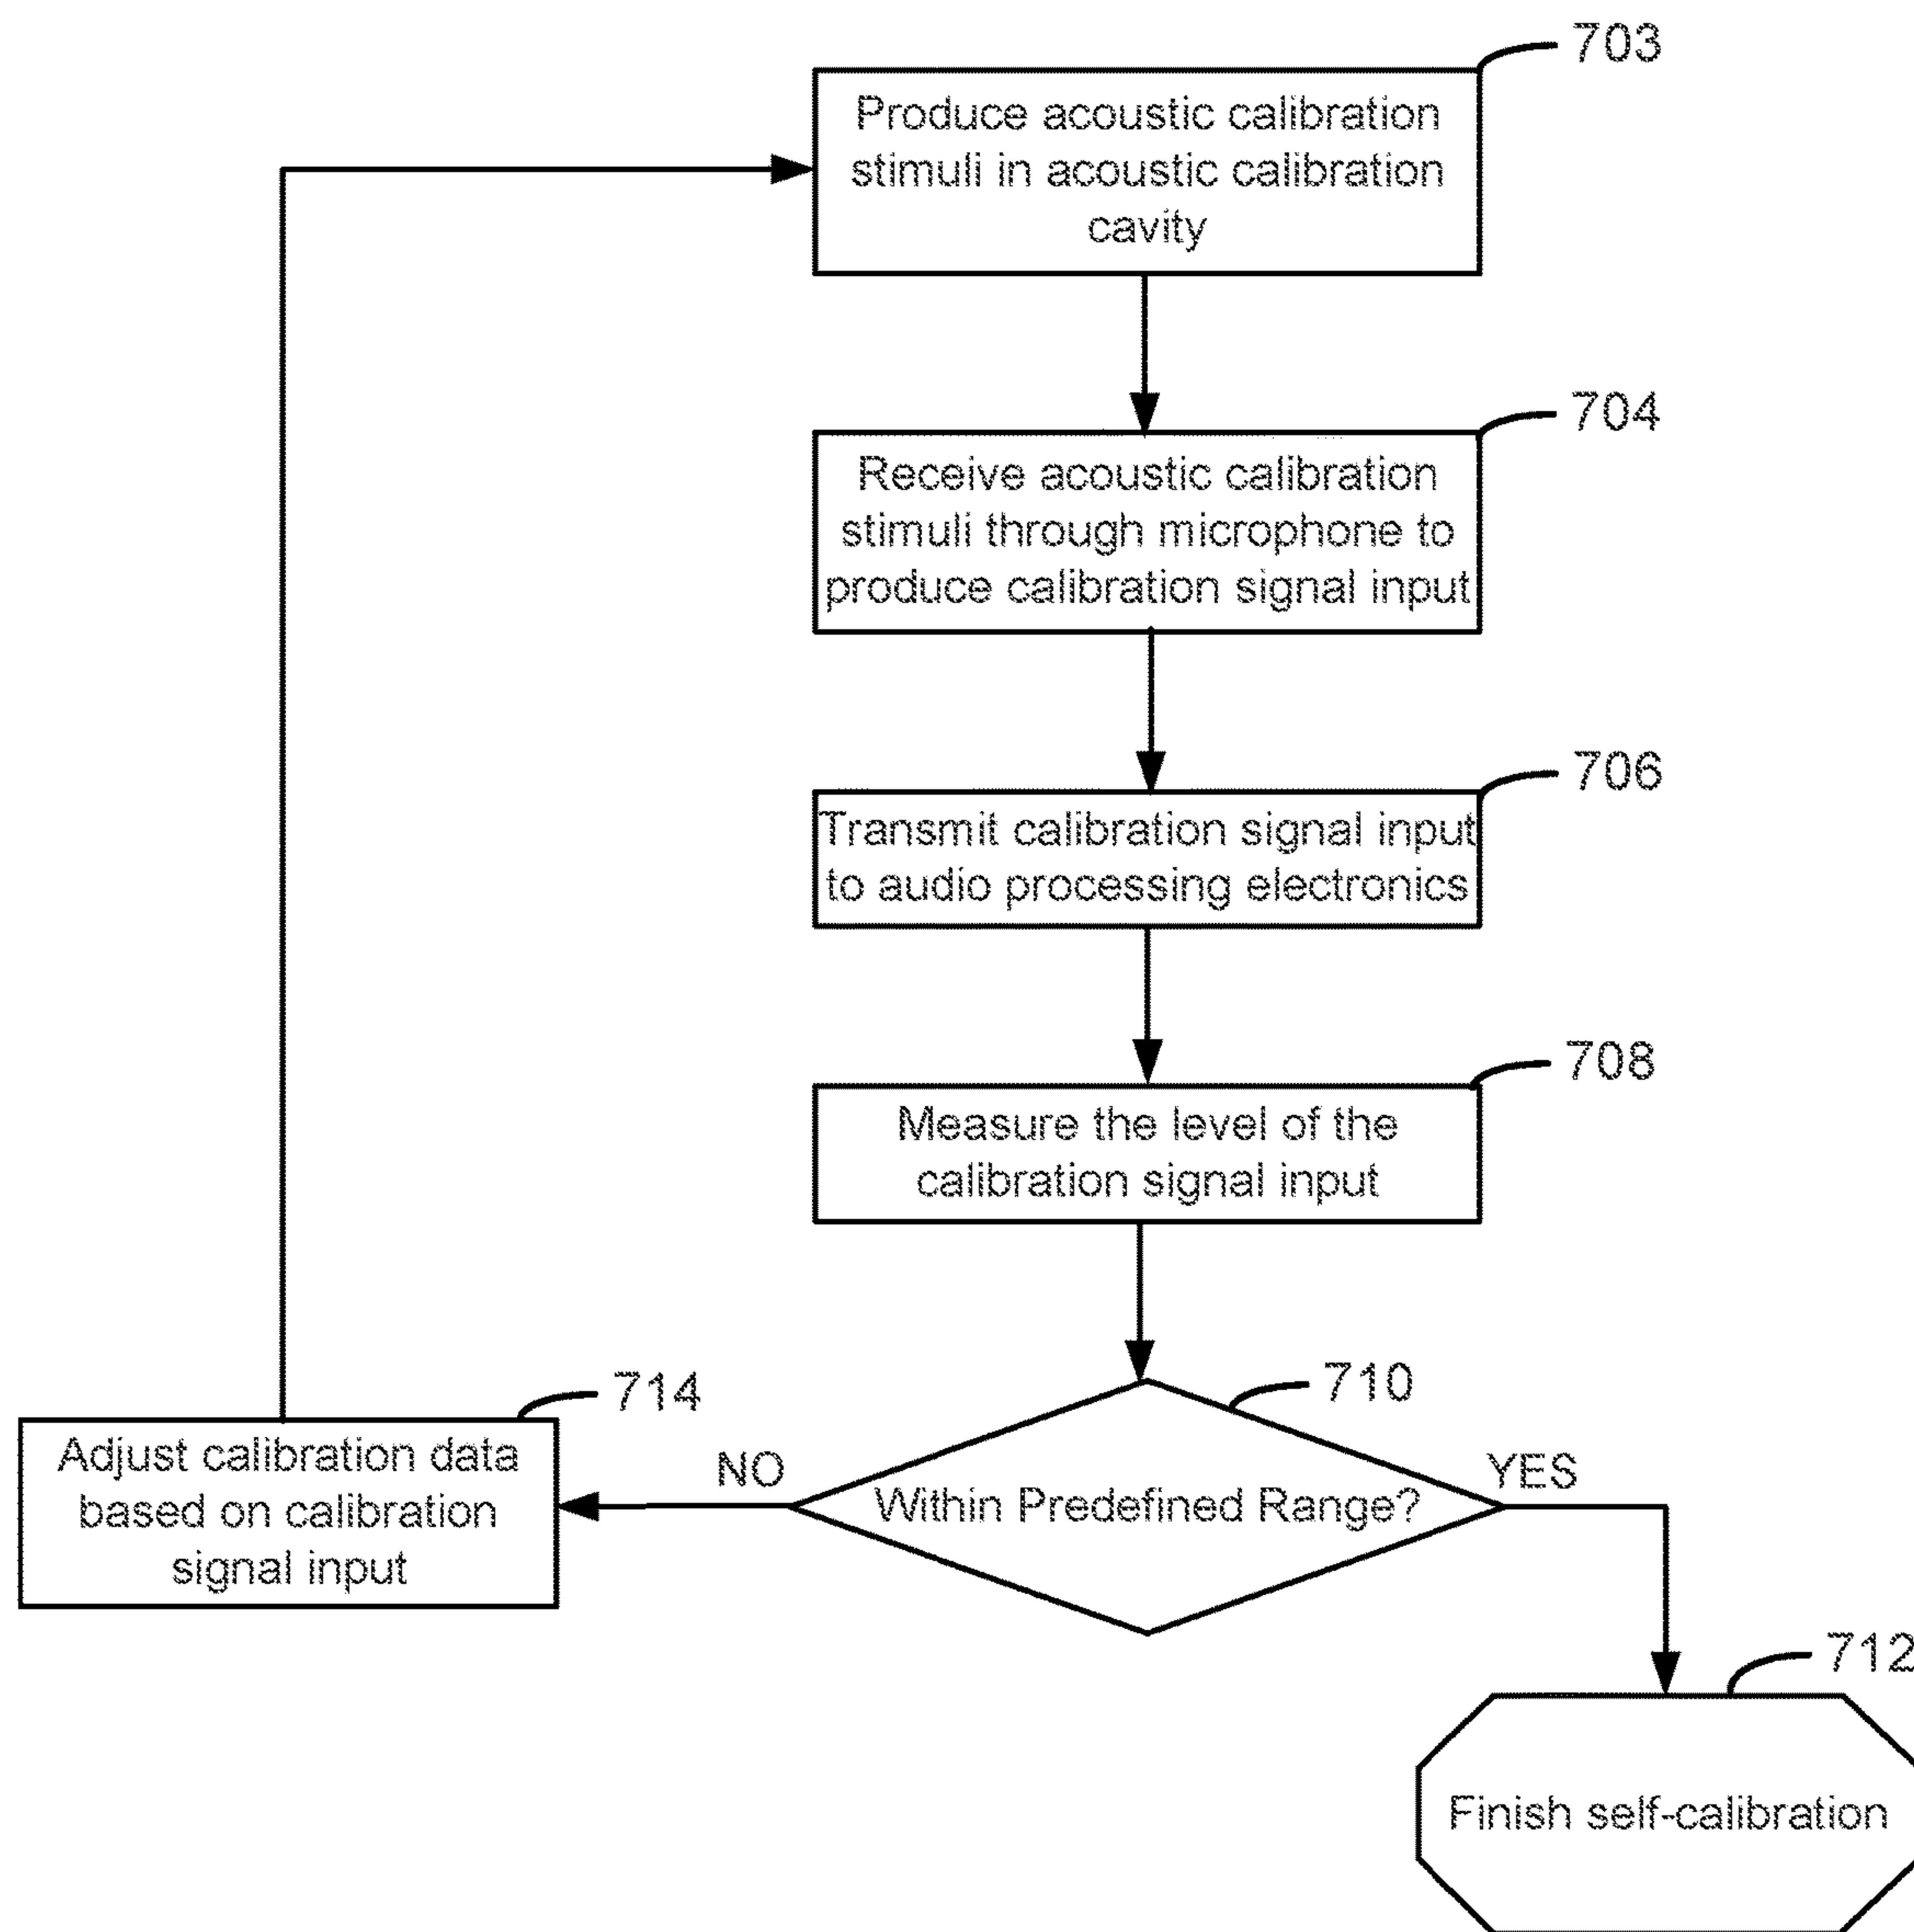 703
Produce acoustic calibration
stimuli in acoustic calibration
cavity
704
Receive acoustic calibration
stimuli through microphone to
produce calibration signal input
706
Transmit calibration signal input
to audio processing electronics
708
Measure the level of the
calibration signal input
710
Within Predefined Range?
NO
YES
714
Adjust calibration data
based on calibration
signal input
712
Finish self-calibration